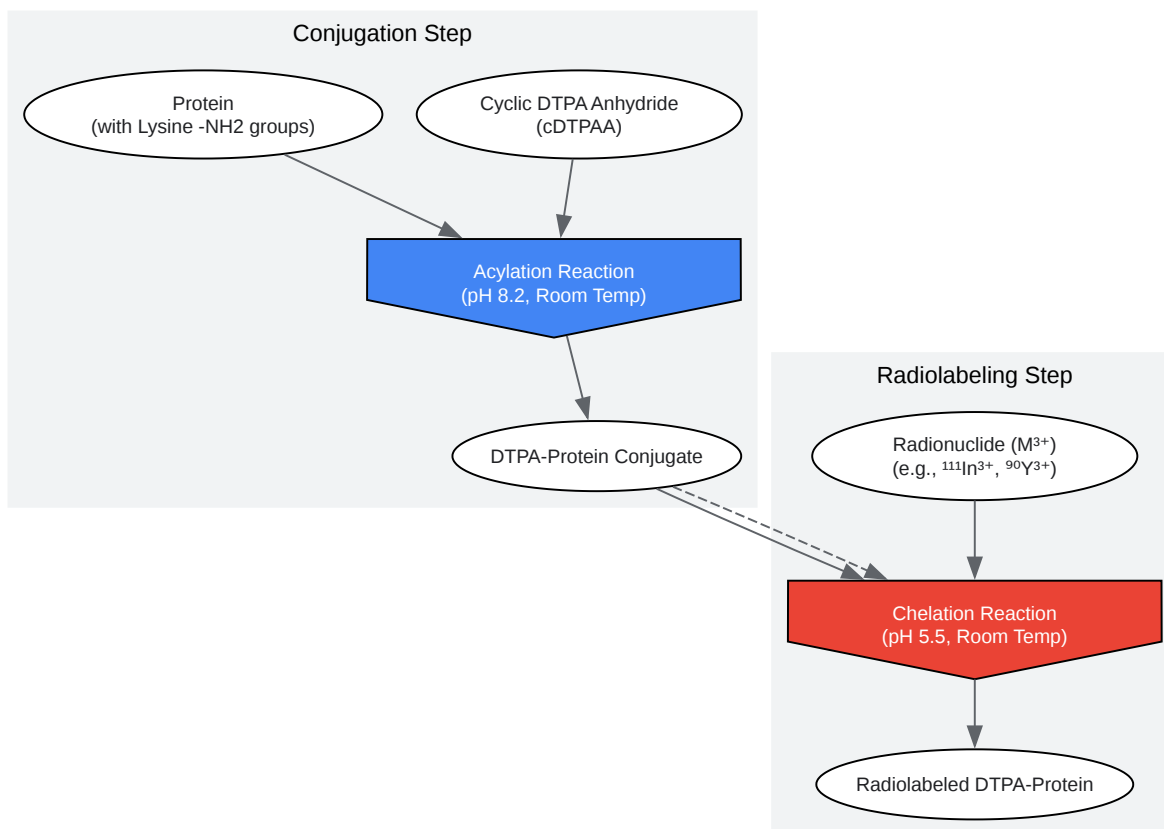 Conjugation Step
Protein
(with Lysine -NH2 groups)
Cyclic DTPA Anhydride
(cDTPAA)
Acylation Reaction
(pH 8.2, Room Temp)
DTPA-Protein Conjugate
Radiolabeling Step
Radionuclide (M³⁺)
(e.g., ¹¹¹In³⁺, ⁹⁰Y³⁺)
Chelation Reaction
(pH 5.5, Room Temp)
Radiolabeled DTPA-Protein